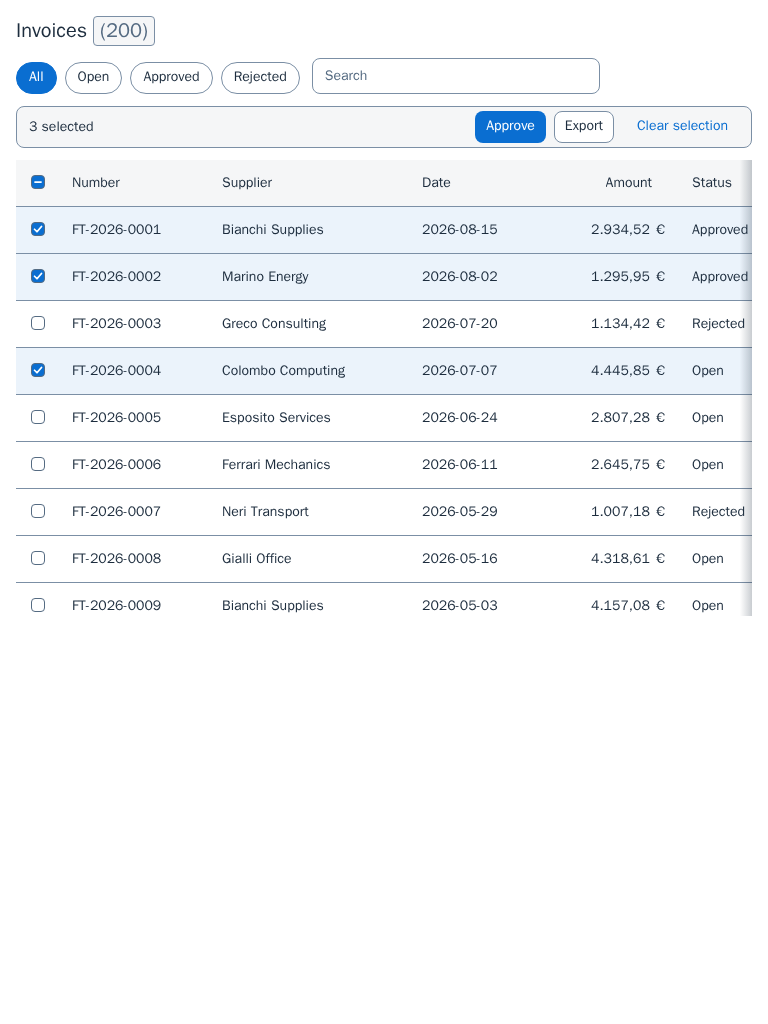 Invoices (200)
All Open Approved Rejected Search
3 selected Approve Export Clear selection
Number Supplier Date Amount Status
FT-2026-0001 Bianchi Supplies 2026-08-15 2.934,52 € Approved
FT-2026-0002 Marino Energy 2026-08-02 1.295,95 € Approved
FT-2026-0003 Greco Consulting 2026-07-20 1.134,42 € Rejected
FT-2026-0004 Colombo Computing 2026-07-07 4.445,85 € Open
FT-2026-0005 Esposito Services 2026-06-24 2.807,28 € Open
FT-2026-0006 Ferrari Mechanics 2026-06-11 2.645,75 € Open
FT-2026-0007 Neri Transport 2026-05-29 1.007,18 € Rejected
FT-2026-0008 Gialli Office 2026-05-16 4.318,61 € Open
FT-2026-0009 Bianchi Supplies 2026-05-03 4.157,08 € Open